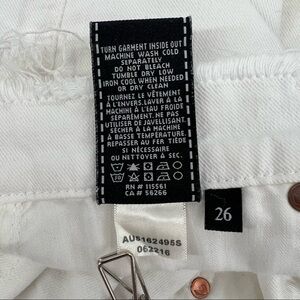 TURN GARMENT INSIDE OUT
MACHINE WASH COLD
SEPARATELY
DO NOT BLEACH
TUMBLE DRY LOW
IRON COOL WHEN NEEDED
OR DRY CLEAN
TOURNEZ LE VÊTEMENT
À L'ENVERS.LAVER À LA
MACHINE À L'EAU FROIDE
SÉPARÉMENT. NE PAS
UTILISER DE JAVELLISANT.
SÉCHER À LA MACHINE
À BASSE TEMPÉRATURE.
REPASSER AU FER TIÈDE
SI NÉCESSAIRE
OU NETTOYER À SEC.
RN # 115561
CA # 56266
26
AU8162495S
062216